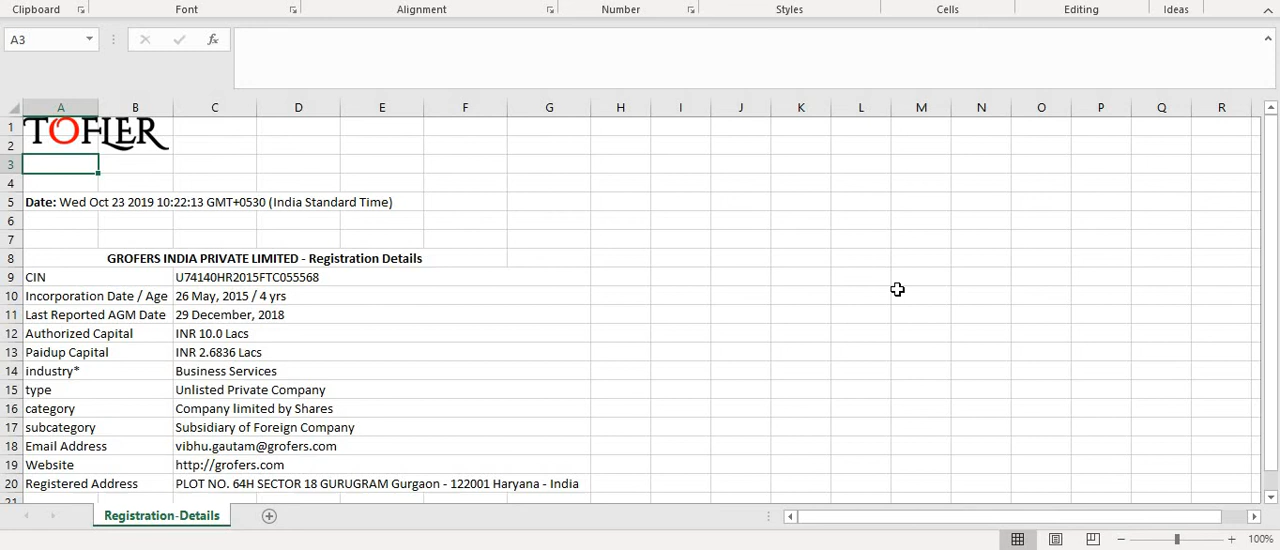 Clipboard Font Alignment Number Styles Cells Editing Ideas
A3 fx
A B C D E F G H I J K L M N O P Q R
1 TOFLER
2
3
4
5 Date: Wed Oct 23 2019 10:22:13 GMT+0530 (India Standard Time)
6
7
8 GROFERS INDIA PRIVATE LIMITED - Registration Details
9 CIN U74140HR2015FTC055568
10 Incorporation Date / Age 26 May, 2015 / 4 yrs
11 Last Reported AGM Date 29 December, 2018
12 Authorized Capital INR 10.0 Lacs
13 Paidup Capital INR 2.6836 Lacs
14 industry* Business Services
15 type Unlisted Private Company
16 category Company limited by Shares
17 subcategory Subsidiary of Foreign Company
18 Email Address vibhu.gautam@grofers.com
19 Website http://grofers.com
20 Registered Address PLOT NO. 64H SECTOR 18 GURUGRAM Gurgaon - 122001 Haryana - India
21
Registration-Details
100%